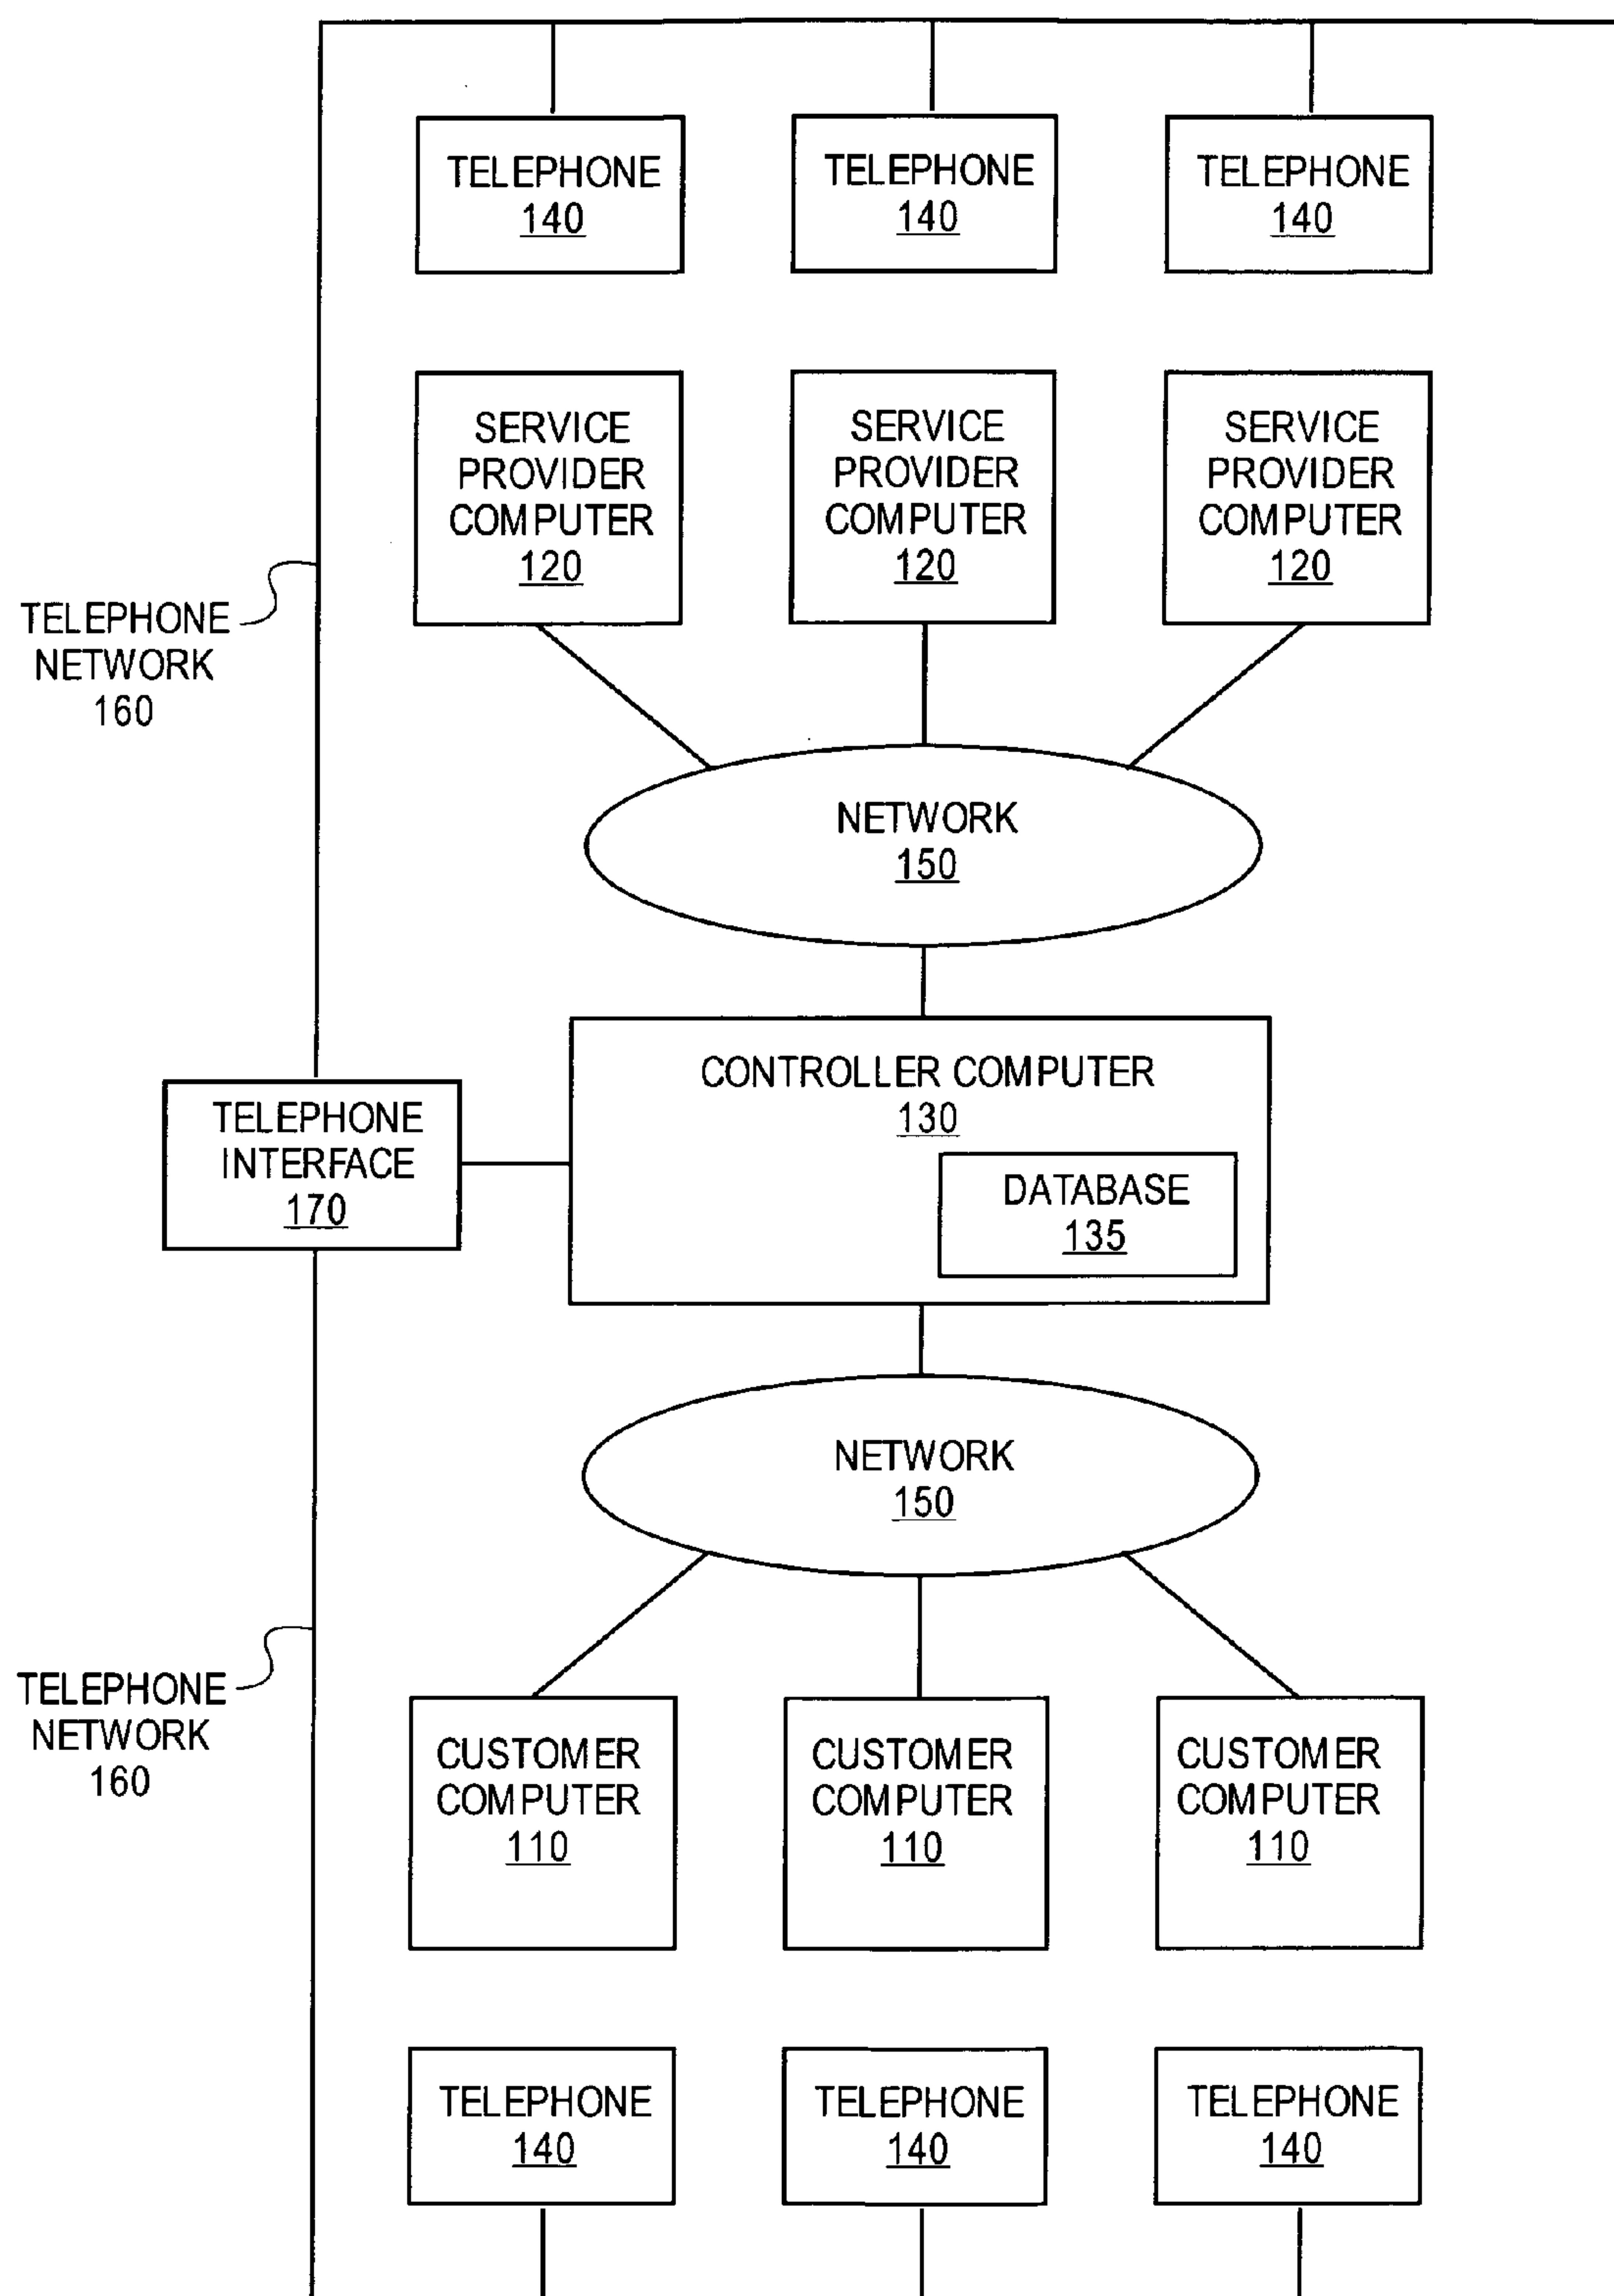 TELEPHONE
140
TELEPHONE
140
TELEPHONE
140
SERVICE
PROVIDER
COMPUTER
120
SERVICE
PROVIDER
COMPUTER
120
SERVICE
PROVIDER
COMPUTER
120
TELEPHONE
NETWORK
160
NETWORK
150
CONTROLLER COMPUTER
130
TELEPHONE
INTERFACE
170
DATABASE
135
NETWORK
150
TELEPHONE
NETWORK
160
CUSTOMER
COMPUTER
110
CUSTOMER
COMPUTER
110
CUSTOMER
COMPUTER
110
TELEPHONE
140
TELEPHONE
140
TELEPHONE
140